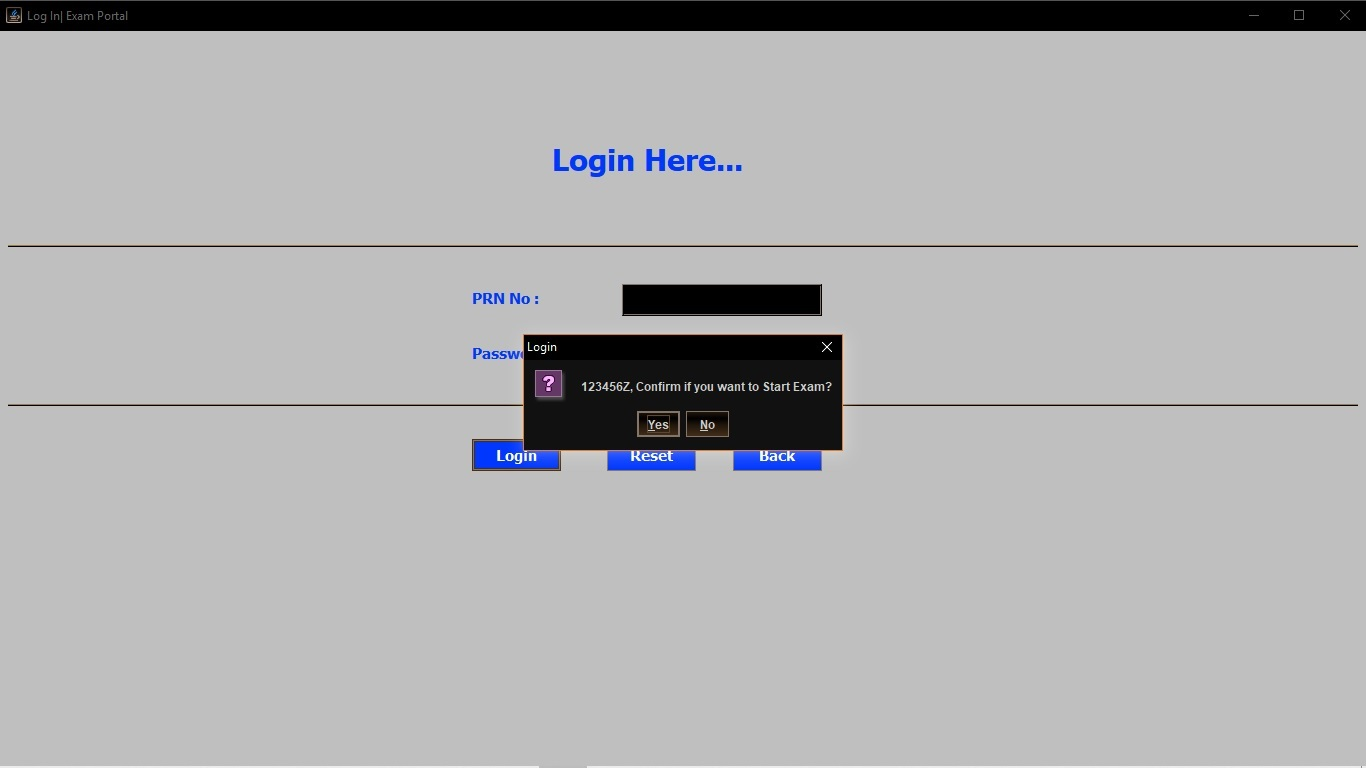 Log In| Exam Portal
Login Here...
PRN No :
Login
123456Z, Confirm if you want to Start Exam?
Yes No
Login Reset Back